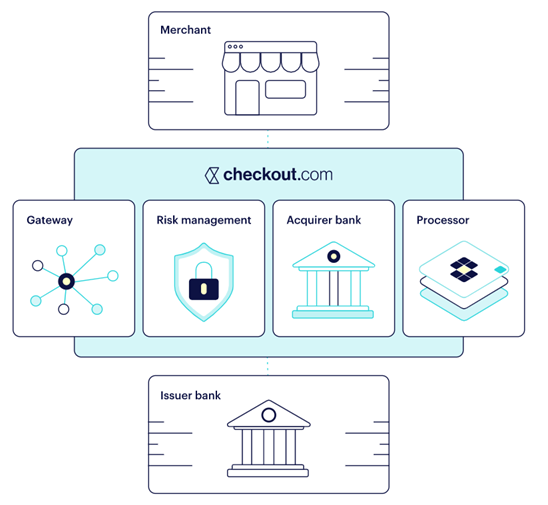 Merchant
checkout.com
Gateway
Risk management
Acquirer bank
Processor
Issuer bank